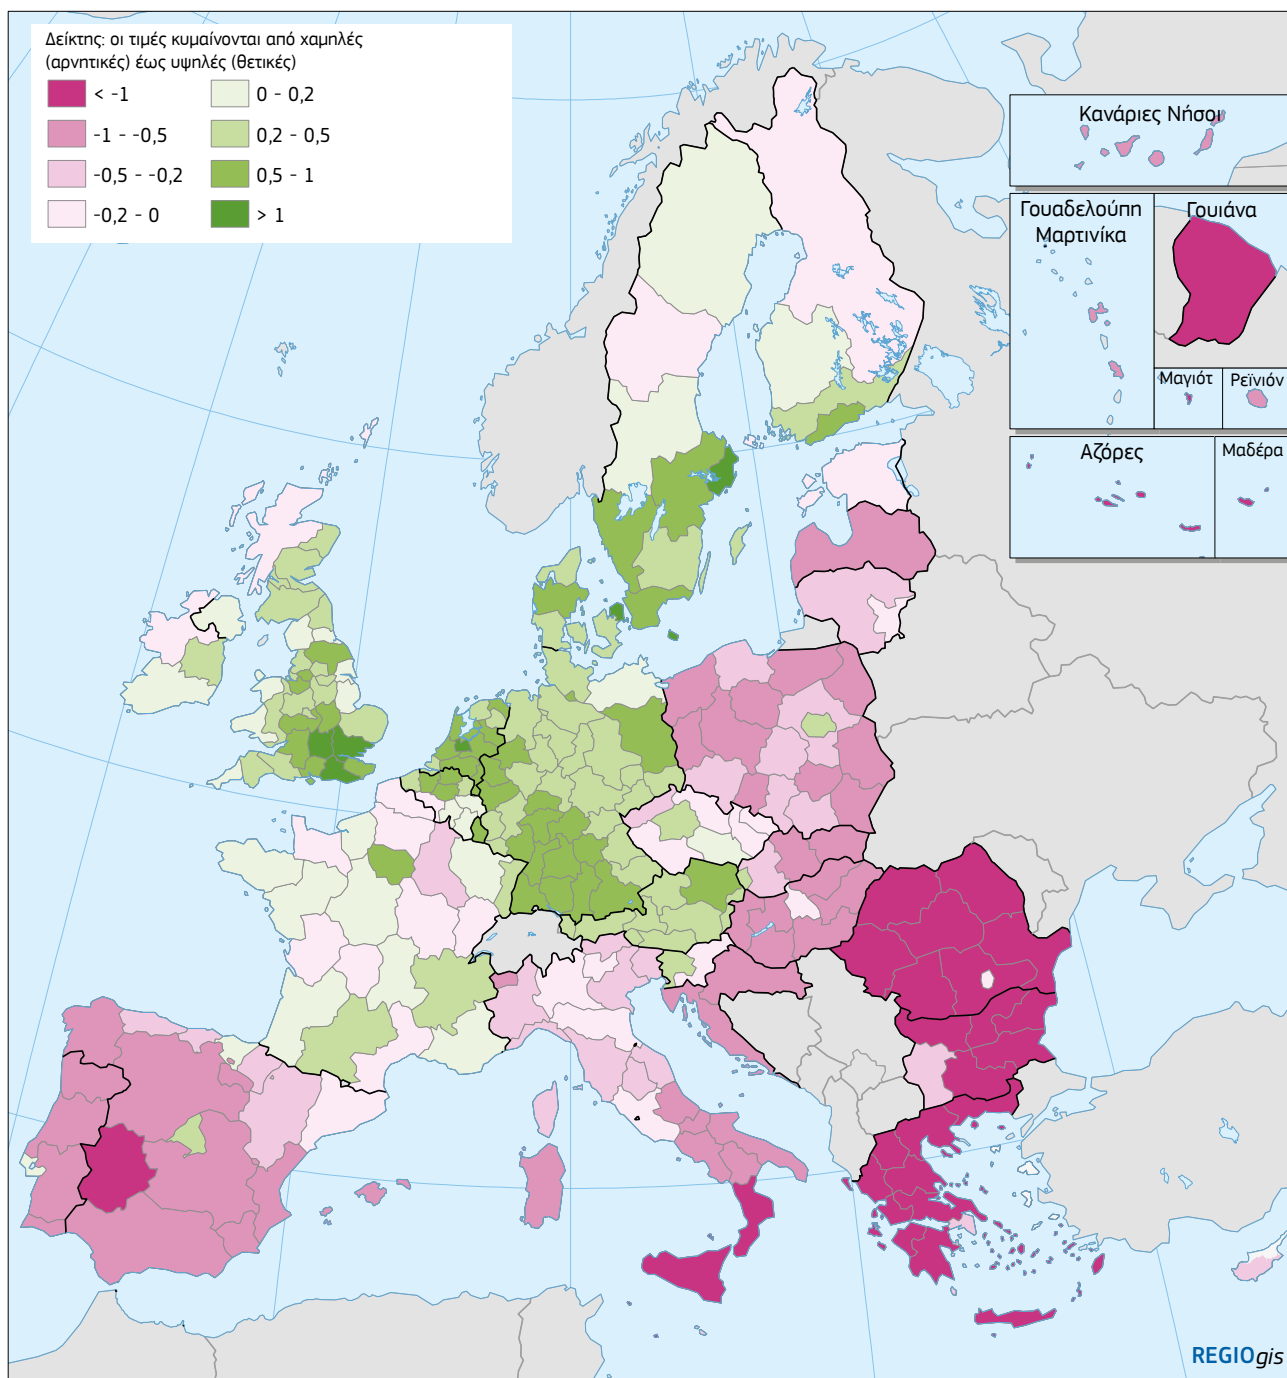 Δείκτης: οι τιμές κυμαίνονται από χαμηλές
(αρνητικές) έως υψηλές (θετικές)
< -1
0 - 0,2
-1 - -0,5
0,2 - 0,5
-0,5 - -0,2
0,5 - 1
-0,2 - 0
> 1
Κανάριες Νήσοι
Γουαδελούπη
Μαρτινίκα
Γουιάνα
Μαγιότ
Ρεϊνιόν
Αζόρες
Μαδέρα
REGIOgis